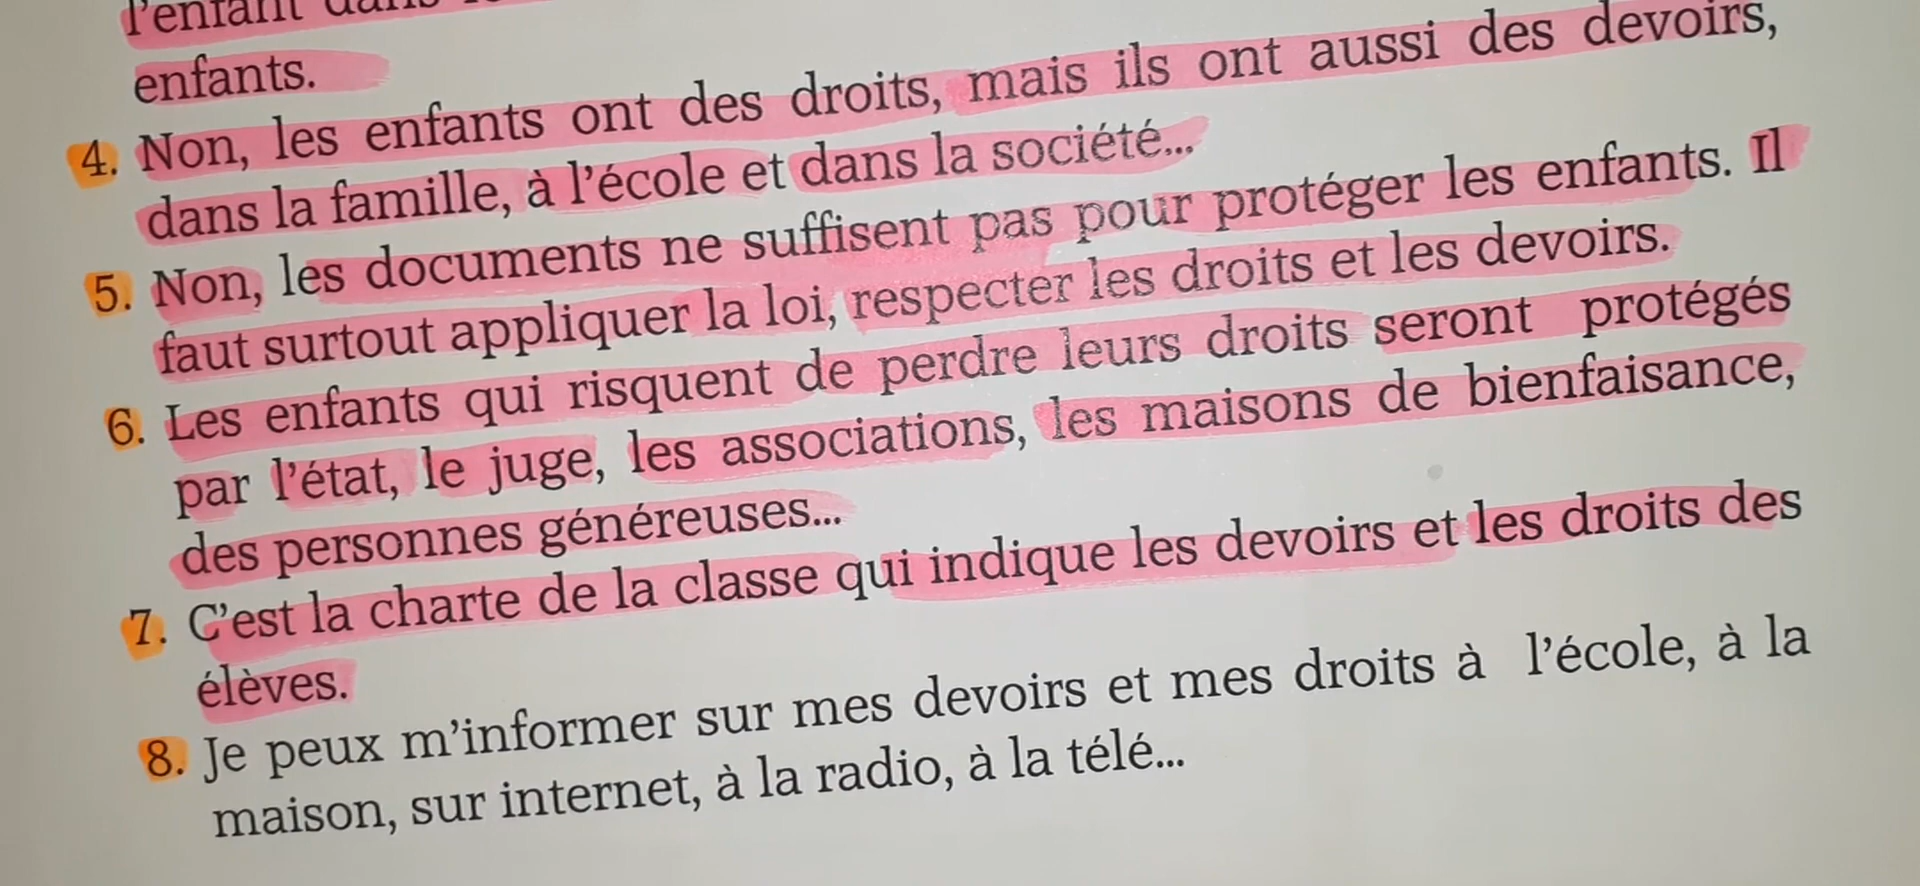 l'enfant dans
enfants.
4. Non, les enfants ont des droits, mais ils ont aussi des devoirs,
dans la famille, à l'école et dans la société...
5. Non, les documents ne suffisent pas pour protéger les enfants. Il
faut surtout appliquer la loi, respecter les droits et les devoirs.
6. Les enfants qui risquent de perdre leurs droits seront protégés
par l'état, le juge, les associations, les maisons de bienfaisance,
des personnes généreuses...
7. C'est la charte de la classe qui indique les devoirs et les droits des
élèves.
8. Je peux m'informer sur mes devoirs et mes droits à l'école, à la
maison, sur internet, à la radio, à la télé...